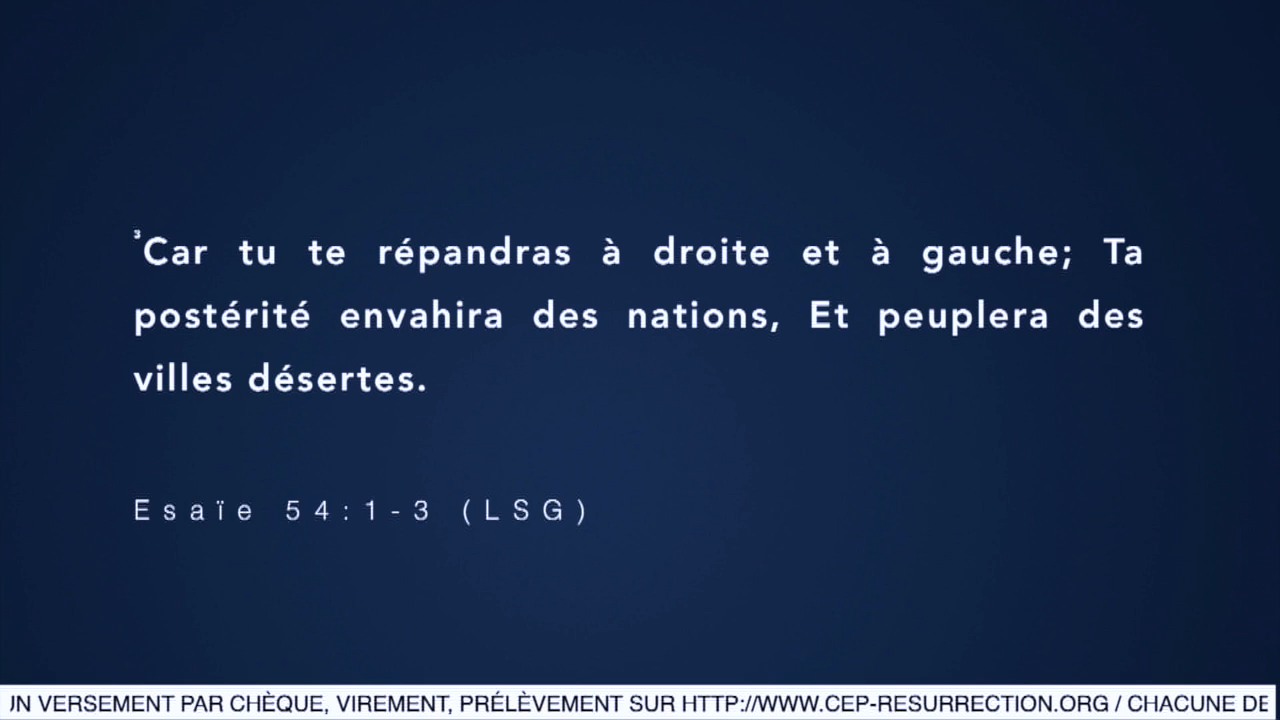 ³Car tu te répandras à droite et à gauche; Ta
postérité envahira des nations, Et peuplera des
villes désertes.
Esaïe 54:1-3 (LSG)
UN VERSEMENT PAR CHÈQUE, VIREMENT, PRÉLÈVEMENT SUR HTTP://WWW.CEP-RESURRECTION.ORG / CHACUNE DE